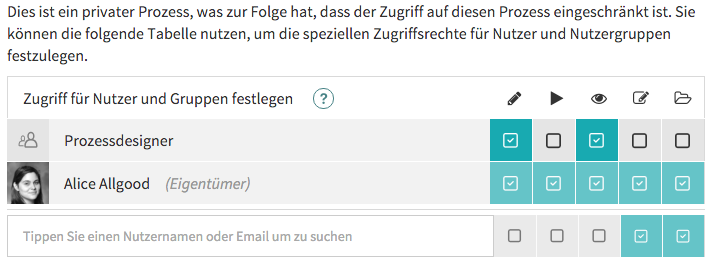 Dies ist ein privater Prozess, was zur Folge hat, dass der Zugriff auf diesen Prozess eingeschränkt ist. Sie
können die folgende Tabelle nutzen, um die speziellen Zugriffsrechte für Nutzer und Nutzergruppen
festzulegen.
Zugriff für Nutzer und Gruppen festlegen ?
Prozessdesigner
Alice Allgood (Eigentümer)
Tippen Sie einen Nutzernamen oder Email um zu suchen